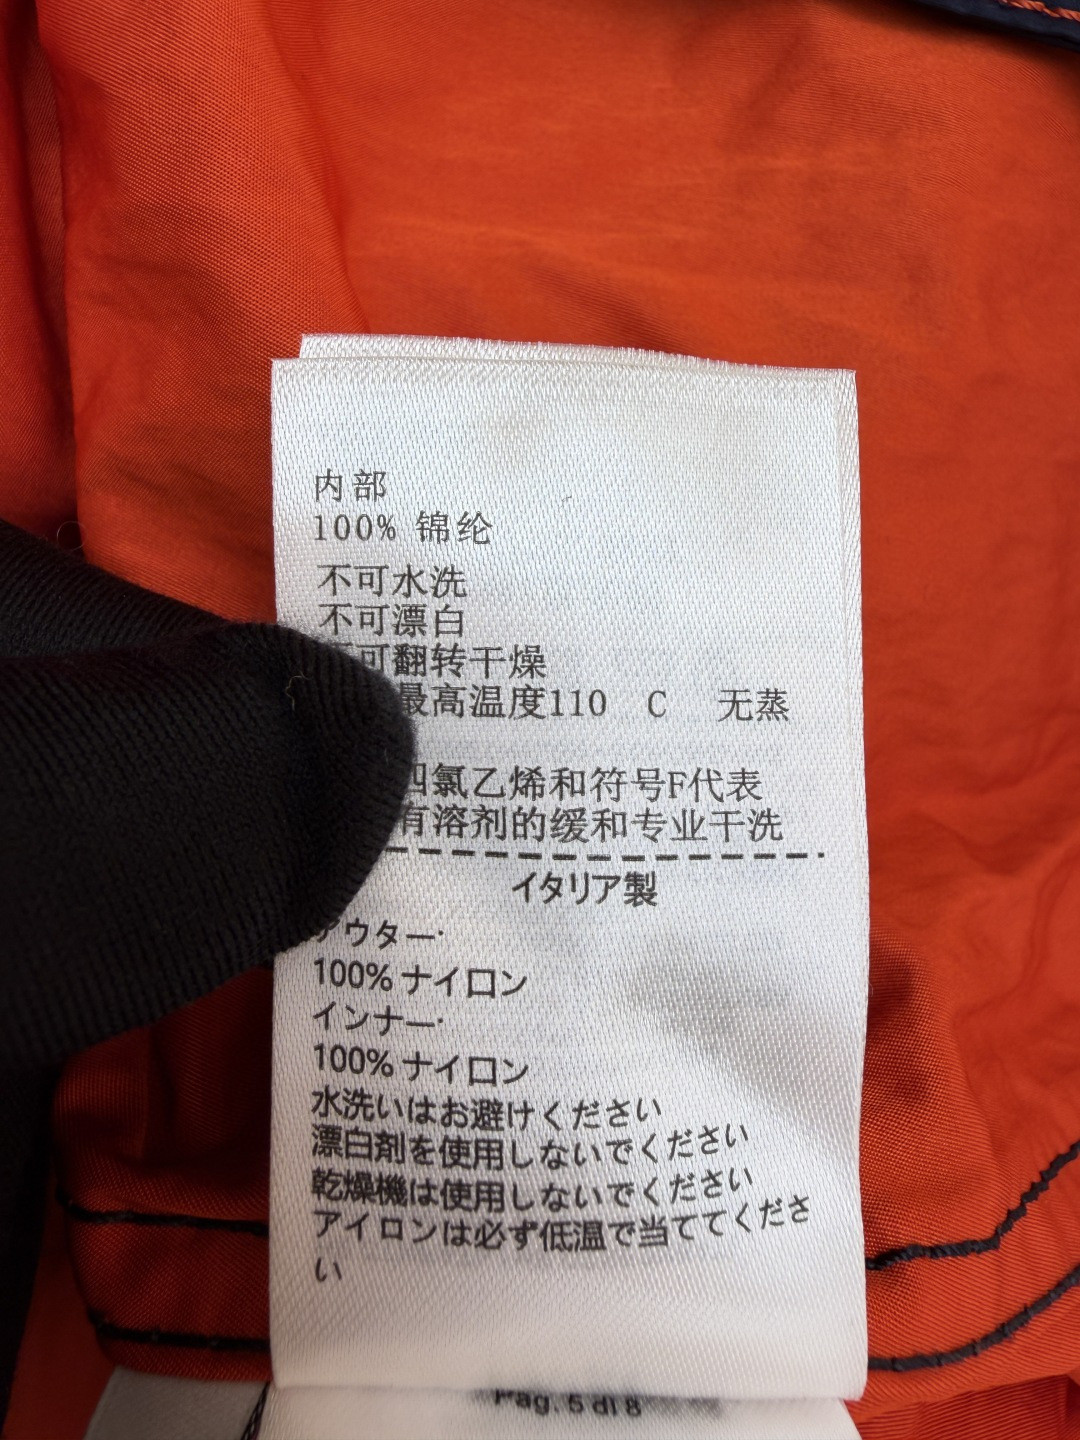 内部
100% 锦纶
不可水洗
不可漂白
可翻转干燥
最高温度110 C 无蒸
四氯乙烯和符号F代表
有溶剂的缓和专业干洗
イタリア製
アウター·
100% ナイロン
インナー·
100% ナイロン
水洗いはお避けください
漂白剤を使用しないでください
乾燥機は使用しないでください
アイロンは必ず低温で当ててくださ
い
Pag. 5 di 8